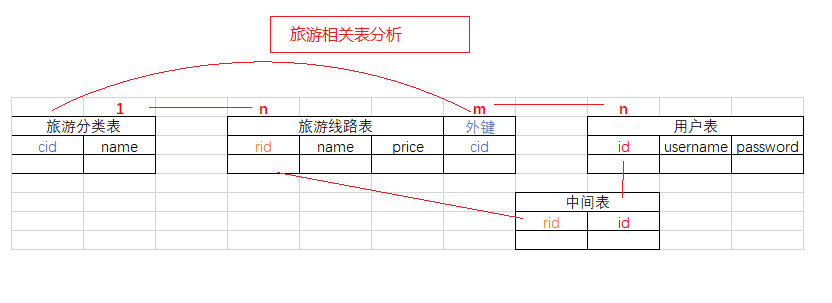 旅游相关表分析
1 n m n
旅游分类表 旅游线路表 外键 用户表
cid name rid name price cid id username password
中间表
rid id